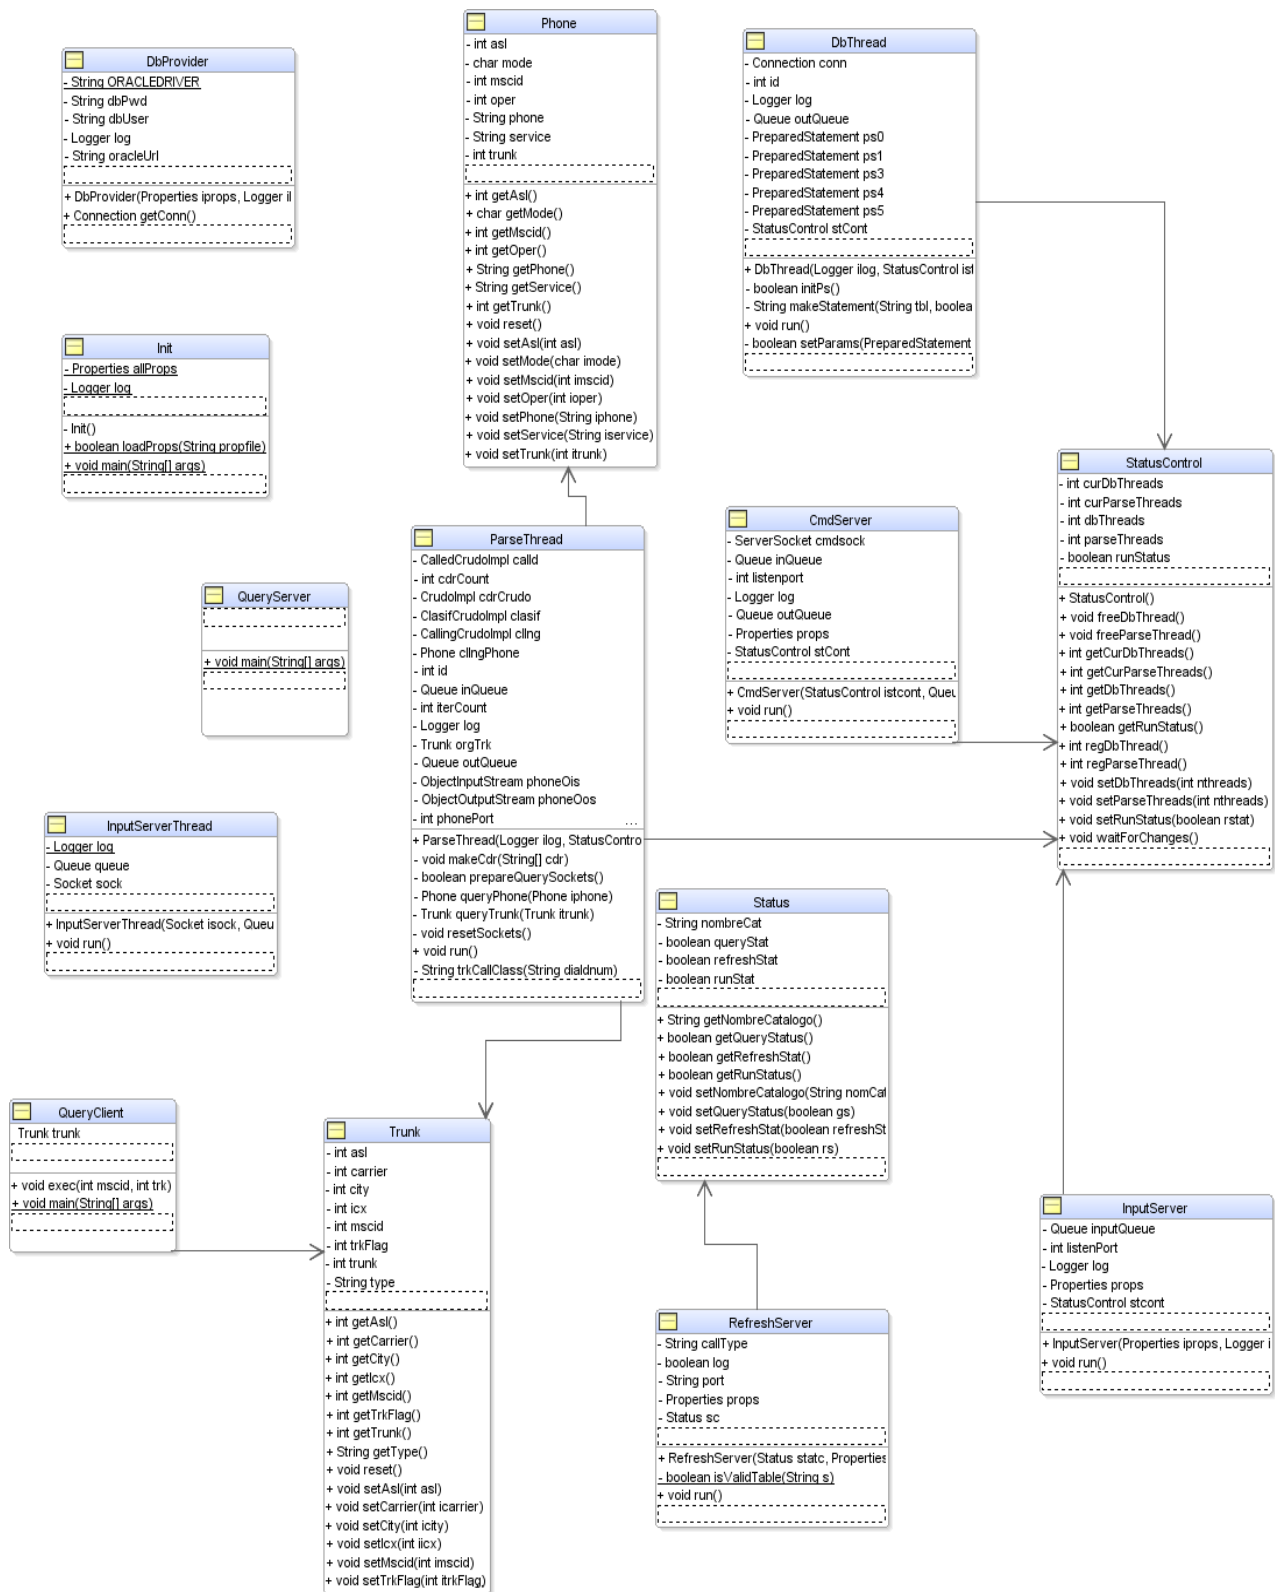 Phone
- int asl
- char mode
- int mscid
- int oper
- String phone
- String service
- int trunk
+ int getAsl()
+ char getMode()
+ int getMscid()
+ int getOper()
+ String getPhone()
+ String getService()
+ int getTrunk()
+ void reset()
+ void setAsl(int asl)
+ void setMode(char imode)
+ void setMscid(int imscid)
+ void setOper(int ioper)
+ void setPhone(String iphone)
+ void setService(String iservice)
+ void setTrunk(int itrunk)
DbProvider
- String ORACLEDRIVER
- String dbPwd
- String dbUser
- Logger log
- String oracleUrl
+ DbProvider(Properties iprops, Logger il
+ Connection getConn()
DbThread
- Connection conn
- int id
- Logger log
- Queue outQueue
- PreparedStatement ps0
- PreparedStatement ps1
- PreparedStatement ps3
- PreparedStatement ps4
- PreparedStatement ps5
- StatusControl stCont
+ DbThread(Logger ilog, StatusControl ist
- boolean initPs()
- String makeStatement(String tbl, boolea
+ void run()
- boolean setParams(PreparedStatement
Init
- Properties allProps
- Logger log
- Init()
+ boolean loadProps(String propfile)
+ void main(String[] args)
StatusControl
- int curDbThreads
- int curParseThreads
- int dbThreads
- int parseThreads
- boolean runStatus
+ StatusControl()
+ void freeDbThread()
+ void freeParseThread()
+ int getCurDbThreads()
+ int getCurParseThreads()
+ int getDbThreads()
+ int getParseThreads()
+ boolean getRunStatus()
+ int regDbThread()
+ int regParseThread()
+ void setDbThreads(int nthreads)
+ void setParseThreads(int nthreads)
+ void setRunStatus(boolean rstat)
+ void waitForChanges()
CmdServer
- ServerSocket cmdsock
- Queue inQueue
- int listenport
- Logger log
- Queue outQueue
- Properties props
- StatusControl stCont
+ CmdServer(StatusControl istcont, Queu
+ void run()
ParseThread
- CalledCrudoImpl calld
- int cdrCount
- CrudoImpl cdrCrudo
- ClasifCrudoImpl clasif
- CallingCrudoImpl cllng
- Phone cllngPhone
- int id
- Queue inQueue
- int iterCount
- Logger log
- Trunk orgTrk
- Queue outQueue
- ObjectInputStream phoneOis
- ObjectOutputStream phoneOos
- int phonePort ...
+ ParseThread(Logger ilog, StatusContro
- void makeCdr(String[] cdr)
- boolean prepareQuerySockets()
- Phone queryPhone(Phone iphone)
- Trunk queryTrunk(Trunk itrunk)
- void resetSockets()
+ void run()
- String trkCallClass(String dialdnum)
QueryServer
+ void main(String[] args)
InputServerThread
- Logger log
- Queue queue
- Socket sock
+ InputServerThread(Socket isock, Queu
+ void run()
Status
- String nombreCat
- boolean queryStat
- boolean refreshStat
- boolean runStat
+ String getNombreCatalogo()
+ boolean getQueryStatus()
+ boolean getRefreshStat()
+ boolean getRunStatus()
+ void setNombreCatalogo(String nomCat
+ void setQueryStatus(boolean gs)
+ void setRefreshStat(boolean refreshSt
+ void setRunStatus(boolean rs)
QueryClient
Trunk trunk
+ void exec(int mscid, int trk)
+ void main(String[] args)
Trunk
- int asl
- int carrier
- int city
- int icx
- int mscid
- int trkFlag
- int trunk
- String type
+ int getAsl()
+ int getCarrier()
+ int getCity()
+ int getIcx()
+ int getMscid()
+ int getTrkFlag()
+ int getTrunk()
+ String getType()
+ void reset()
+ void setAsl(int asl)
+ void setCarrier(int icarrier)
+ void setCity(int icity)
+ void setIcx(int iicx)
+ void setMscid(int imscid)
+ void setTrkFlag(int itrkFlag)
InputServer
- Queue inputQueue
- int listenPort
- Logger log
- Properties props
- StatusControl stcont
+ InputServer(Properties iprops, Logger i
+ void run()
RefreshServer
- String callType
- boolean log
- String port
- Properties props
- Status sc
+ RefreshServer(Status statc, Properties
- boolean isValidTable(String s)
+ void run()